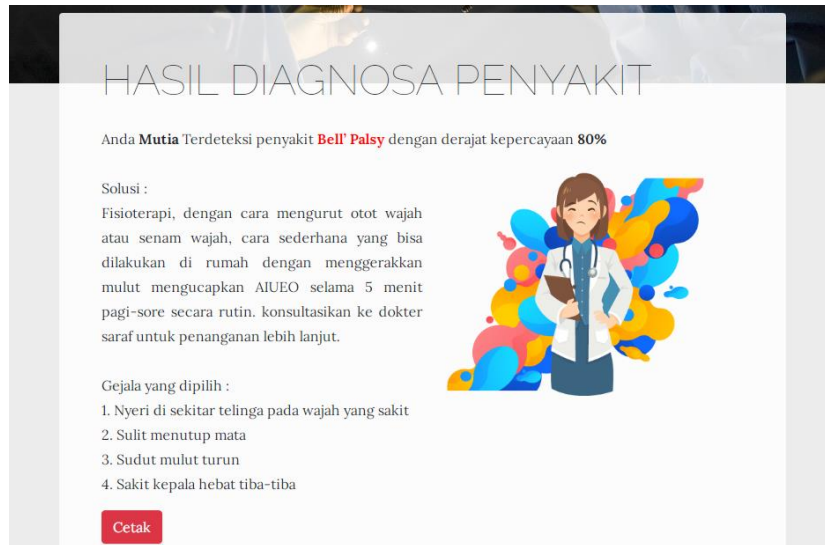 HASIL DIAGNOSA PENYAKIT
Anda Mutia Terdeteksi penyakit Bell' Palsy dengan derajat kepercayaan 80%
Solusi :
Fisioterapi, dengan cara mengurut otot wajah
atau senam wajah, cara sederhana yang bisa
dilakukan di rumah dengan menggerakkan
mulut mengucapkan AIUEO selama 5 menit
pagi-sore secara rutin. konsultasikan ke dokter
saraf untuk penanganan lebih lanjut.
Gejala yang dipilih :
1. Nyeri di sekitar telinga pada wajah yang sakit
2. Sulit menutup mata
3. Sudut mulut turun
4. Sakit kepala hebat tiba-tiba
Cetak